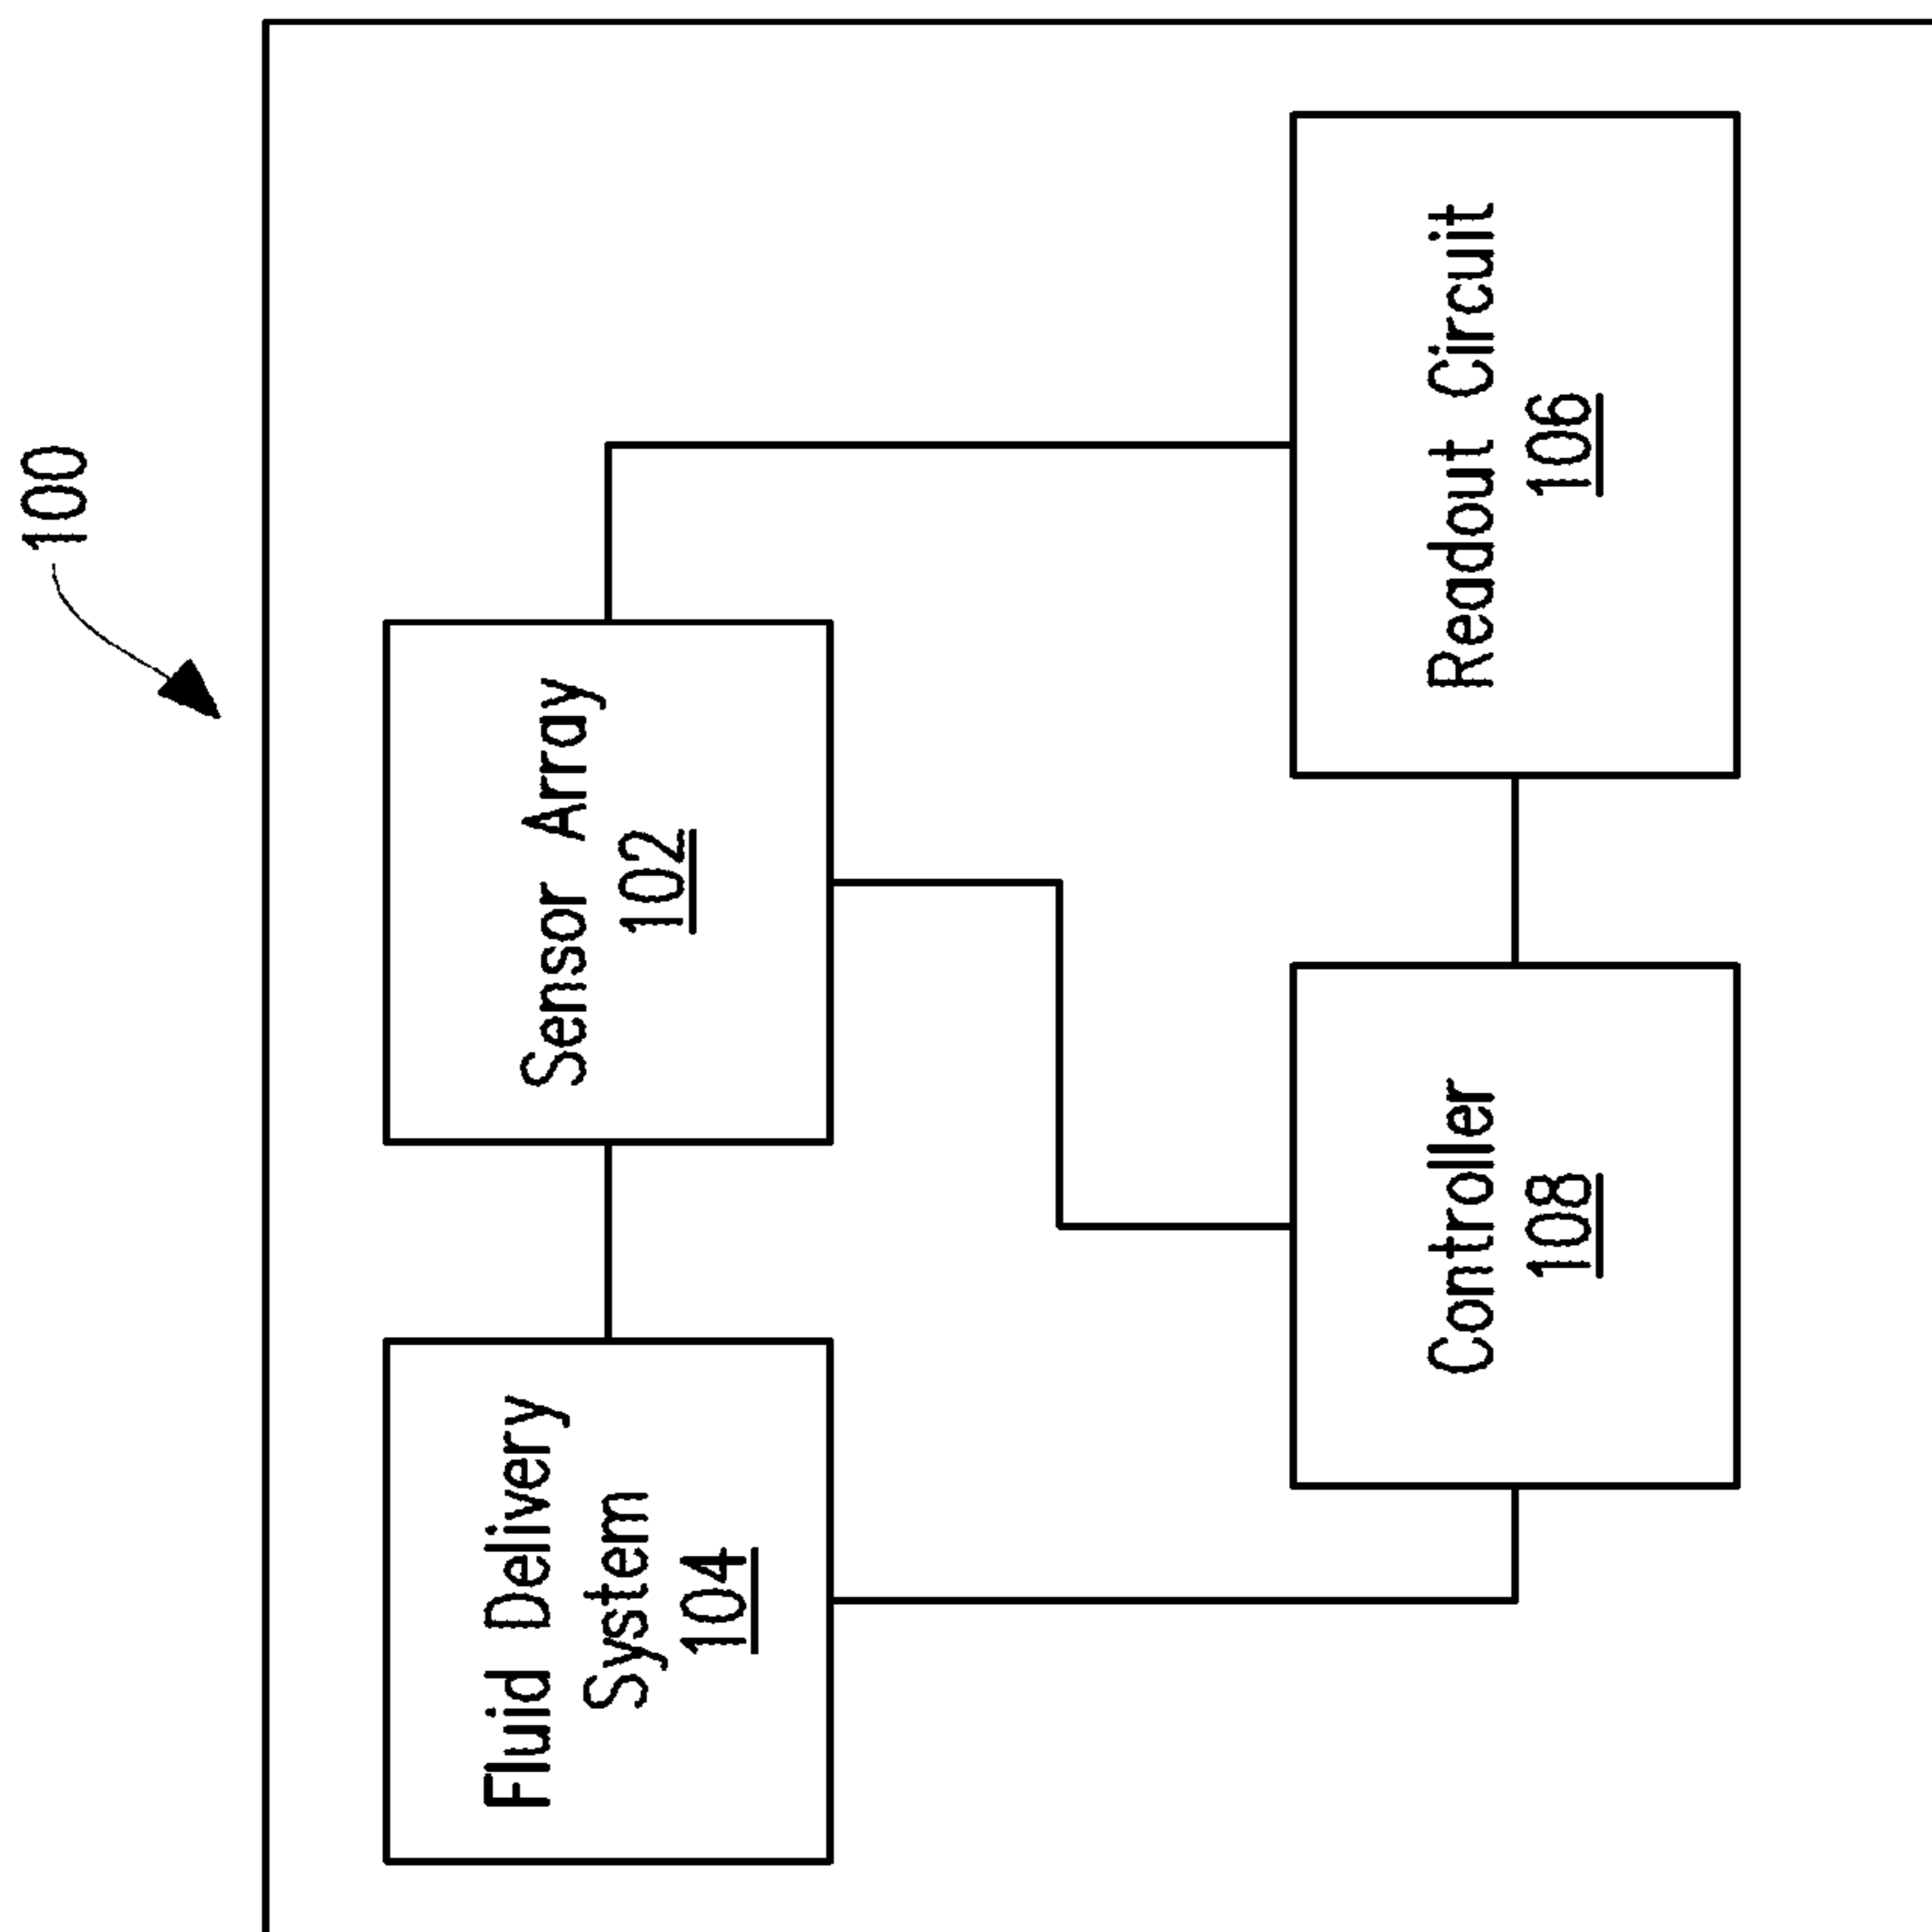 100
Sensor Array
102
Fluid Delivery
System
104
Readout Circuit
106
Controller
108